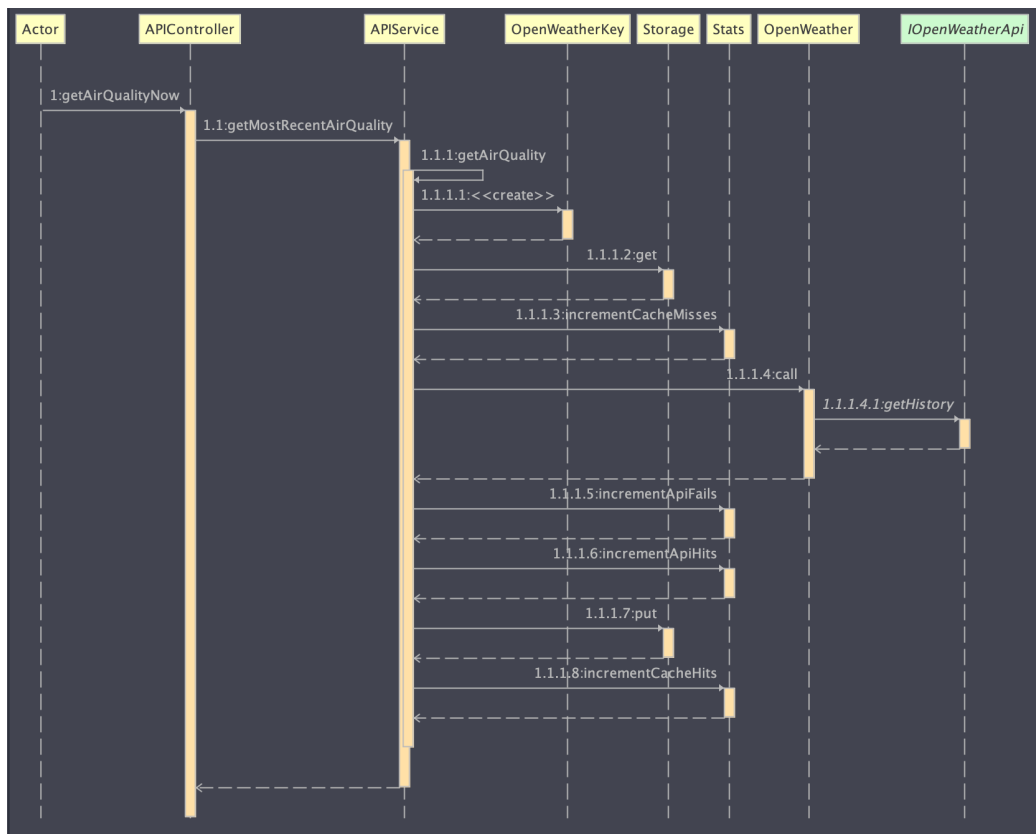 Actor APIController APIService OpenWeatherKey Storage Stats OpenWeather IOpenWeatherApi
1:getAirQualityNow
1.1:getMostRecentAirQuality
1.1.1:getAirQuality
1.1.1.1:<<create>>
1.1.1.2:get
1.1.1.3:incrementCacheMisses
1.1.1.4:call
1.1.1.4.1:getHistory
1.1.1.5:incrementApiFails
1.1.1.6:incrementApiHits
1.1.1.7:put
1.1.1.8:incrementCacheHits